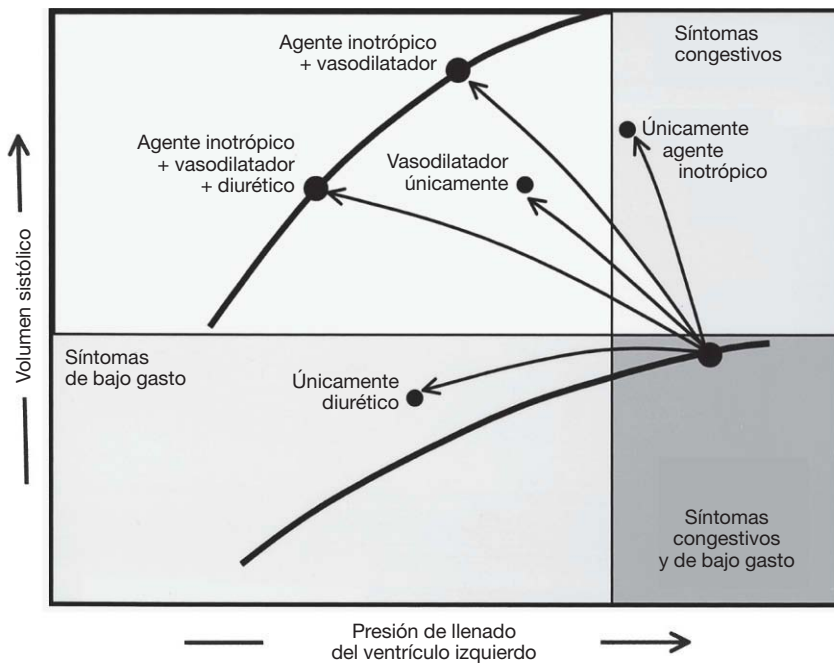 Agente inotrópico
+ vasodilatador
Síntomas
congestivos
Agente inotrópico
+ vasodilatador
+ diurético
Vasodilatador
únicamente
Únicamente
agente
inotrópico
Volumen sistólico
Síntomas
de bajo gasto
Únicamente
diurético
Síntomas
congestivos
y de bajo gasto
Presión de llenado
del ventrículo izquierdo